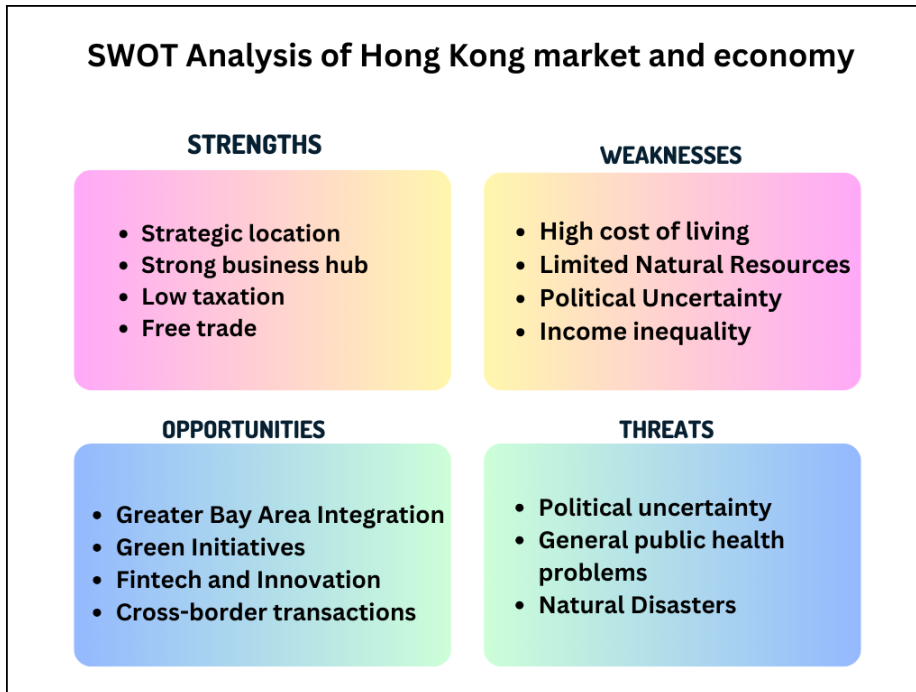 SWOT Analysis of Hong Kong market and economy
STRENGTHS
• Strategic location
• Strong business hub
• Low taxation
• Free trade
WEAKNESSES
• High cost of living
• Limited Natural Resources
• Political Uncertainty
• Income inequality
OPPORTUNITIES
• Greater Bay Area Integration
• Green Initiatives
• Fintech and Innovation
• Cross-border transactions
THREATS
• Political uncertainty
• General public health
problems
• Natural Disasters